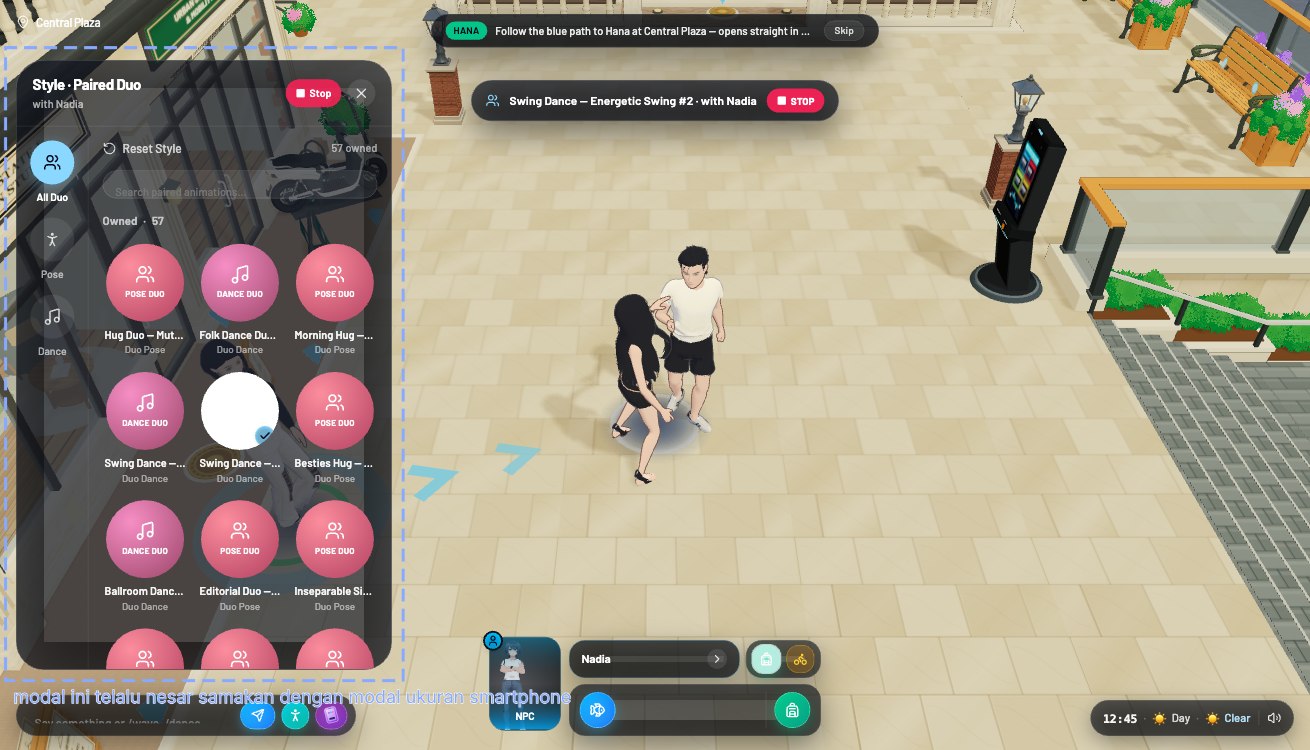 Central Plaza
HANA Follow the blue path to Hana at Central Plaza — opens straight in ... Skip
Style · Paired Duo
with Nadia
Stop
Swing Dance — Energetic Swing #2 · with Nadia STOP
Reset Style 57 owned
Search paired animations...
All Duo
Pose
Dance
Owned · 57
POSE DUO DANCE DUO POSE DUO
Hug Duo — Mut... Folk Dance Du... Morning Hug —...
Duo Pose Duo Dance Duo Pose
DANCE DUO POSE DUO
Swing Dance —... Swing Dance —... Besties Hug — ...
Duo Dance Duo Dance Duo Pose
DANCE DUO POSE DUO POSE DUO
Ballroom Danc... Editorial Duo —... Inseparable Si...
Duo Dance Duo Pose Duo Pose
modal ini telalu nesar samakan dengan modal ukuran smartphone
Say something or /wave, /dance
NPC
Nadia
12:45 · Day · Clear